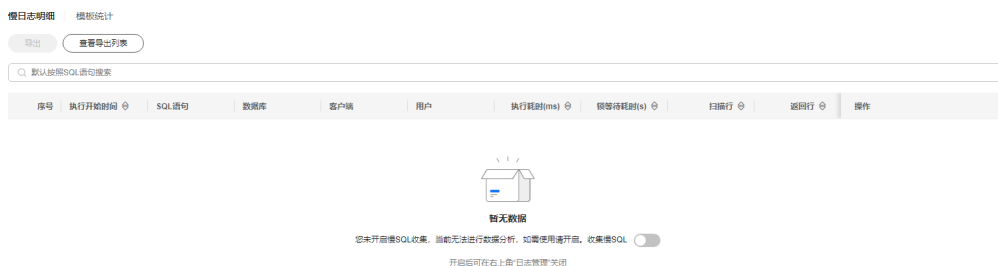 慢日志明细 模板统计
导出 查看导出列表
默认按照SQL语句搜索
序号 执行开始时间 SQL语句 数据库 客户端 用户 执行耗时(ms) 锁等待耗时(s) 扫描行 返回行 操作
暂无数据
您未开启慢SQL收集，当前无法进行数据分析，如需使用请开启。收集慢SQL
开启后可在右上角“日志管理”关闭